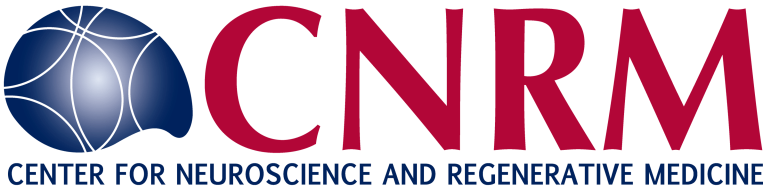 CNRM
CENTER FOR NEUROSCIENCE AND REGENERATIVE MEDICINE